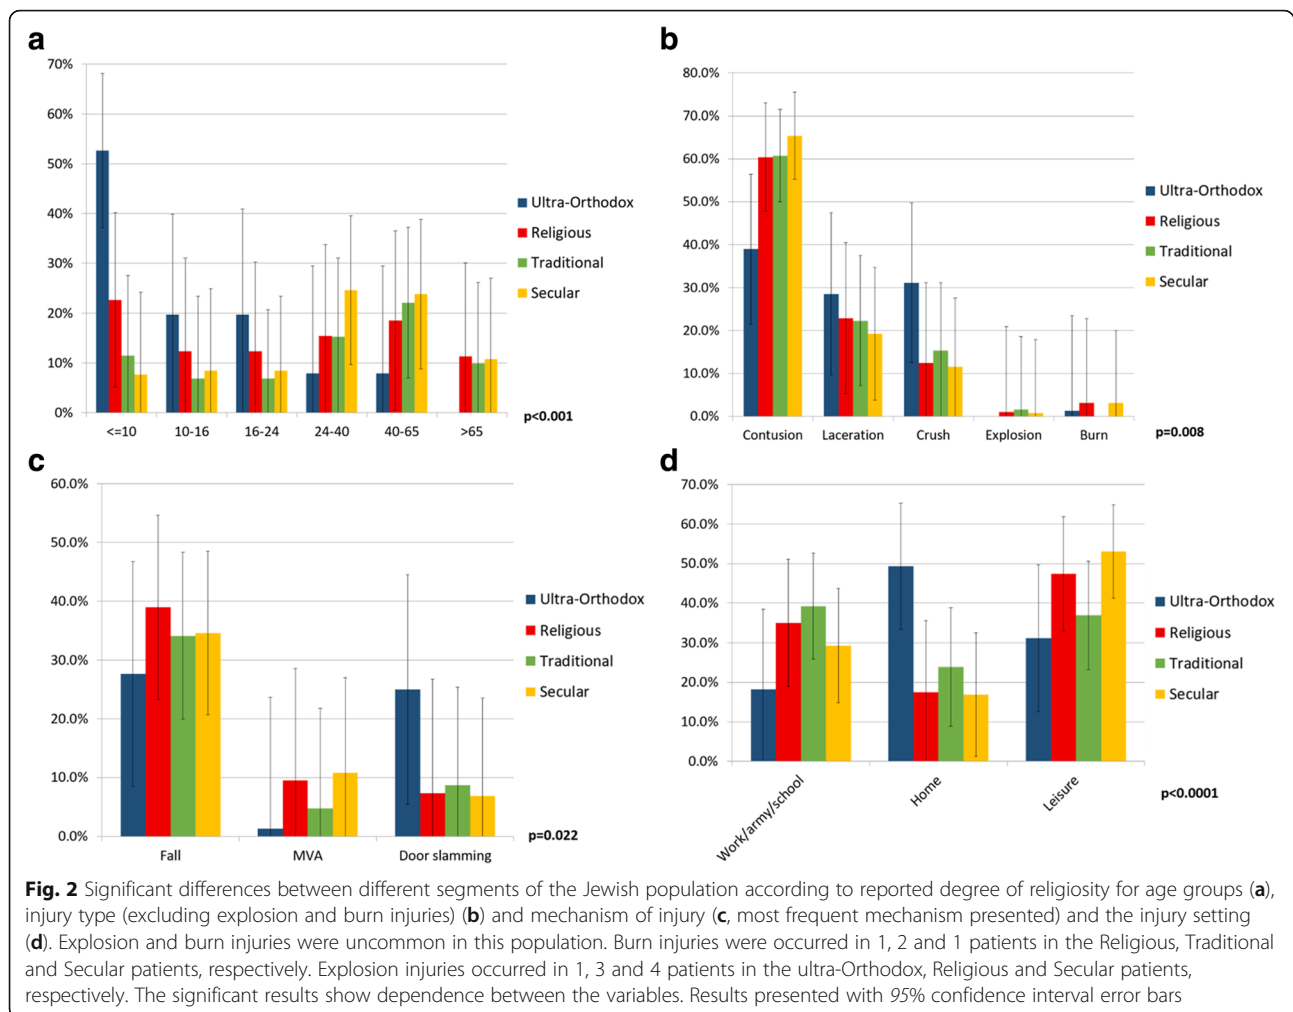 a
70%
60%
50%
40%
30%
20%
10%
0%
<=10 10-16 16-24 24-40 40-65 >65
Ultra-Orthodox
Religious
Traditional
Secular
p<0.001
b
80.0%
70.0%
60.0%
50.0%
40.0%
30.0%
20.0%
10.0%
0.0%
Contusion Laceration Crush Explosion Burn
Ultra-Orthodox
Religious
Traditional
Secular
p=0.008
c
60.0%
50.0%
40.0%
30.0%
20.0%
10.0%
0.0%
Fall MVA Door slamming
Ultra-Orthodox
Religious
Traditional
Secular
p=0.022
d
70.0%
60.0%
50.0%
40.0%
30.0%
20.0%
10.0%
0.0%
Work/army/school Home Leisure
Ultra-Orthodox
Religious
Traditional
Secular
p<0.0001
Fig. 2 Significant differences between different segments of the Jewish population according to reported degree of religiosity for age groups (a),
injury type (excluding explosion and burn injuries) (b) and mechanism of injury (c, most frequent mechanism presented) and the injury setting
(d). Explosion and burn injuries were uncommon in this population. Burn injuries were occurred in 1, 2 and 1 patients in the Religious, Traditional
and Secular patients, respectively. Explosion injuries occurred in 1, 3 and 4 patients in the ultra-Orthodox, Religious and Secular patients,
respectively. The significant results show dependence between the variables. Results presented with 95% confidence interval error bars